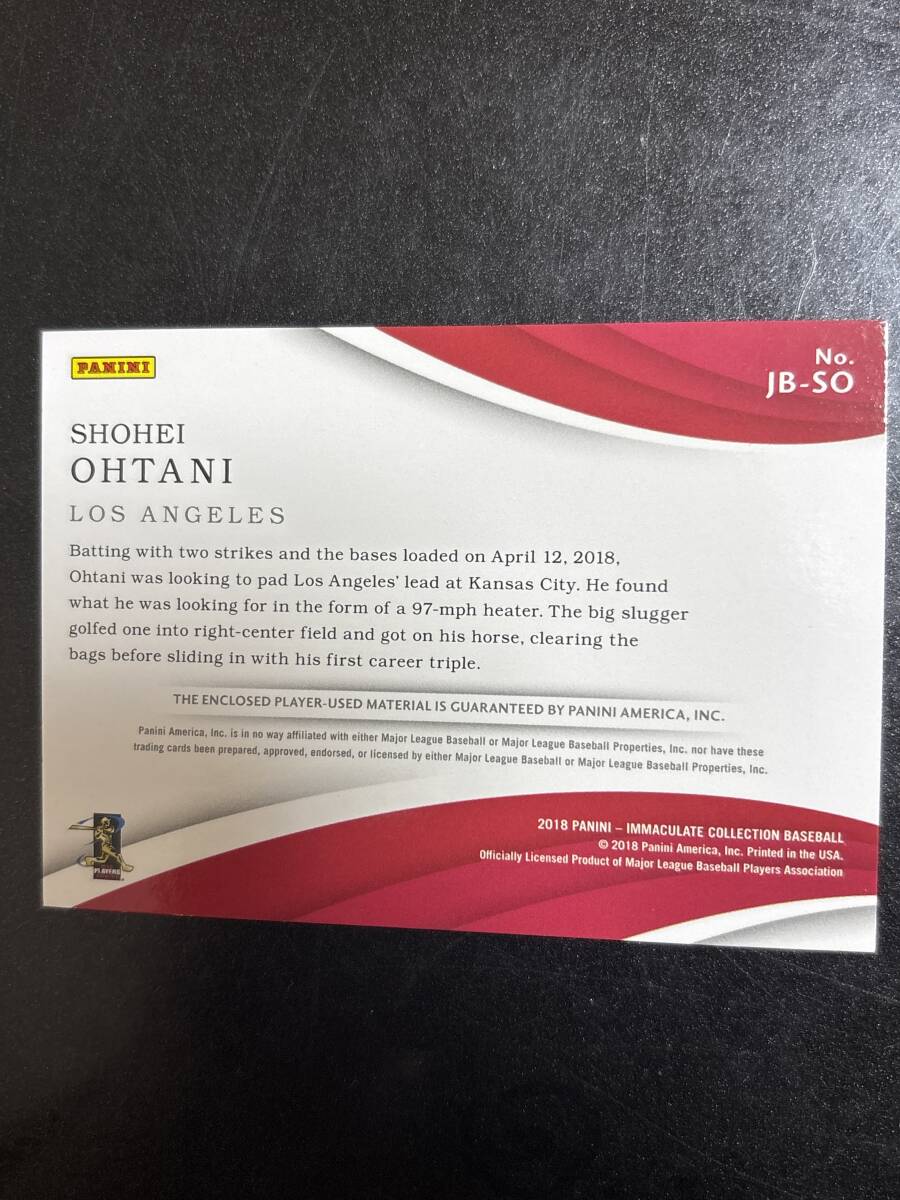 PANINI
No.
JB-SO
SHOHEI
OHTANI
LOS ANGELES
Batting with two strikes and the bases loaded on April 12, 2018,
Ohtani was looking to pad Los Angeles' lead at Kansas City. He found
what he was looking for in the form of a 97-mph heater. The big slugger
golfed one into right-center field and got on his horse, clearing the
bags before sliding in with his first career triple.
THE ENCLOSED PLAYER-USED MATERIAL IS GUARANTEED BY PANINI AMERICA, INC.
Panini America, Inc. is in no way affiliated with either Major League Baseball or Major League Baseball Properties, Inc. nor have these
trading cards been prepared, approved, endorsed, or licensed by either Major League Baseball or Major League Baseball Properties, Inc.
PLAYERS
2018 PANINI – IMMACULATE COLLECTION BASEBALL
© 2018 Panini America, Inc. Printed in the USA.
Officially Licensed Product of Major League Baseball Players Association